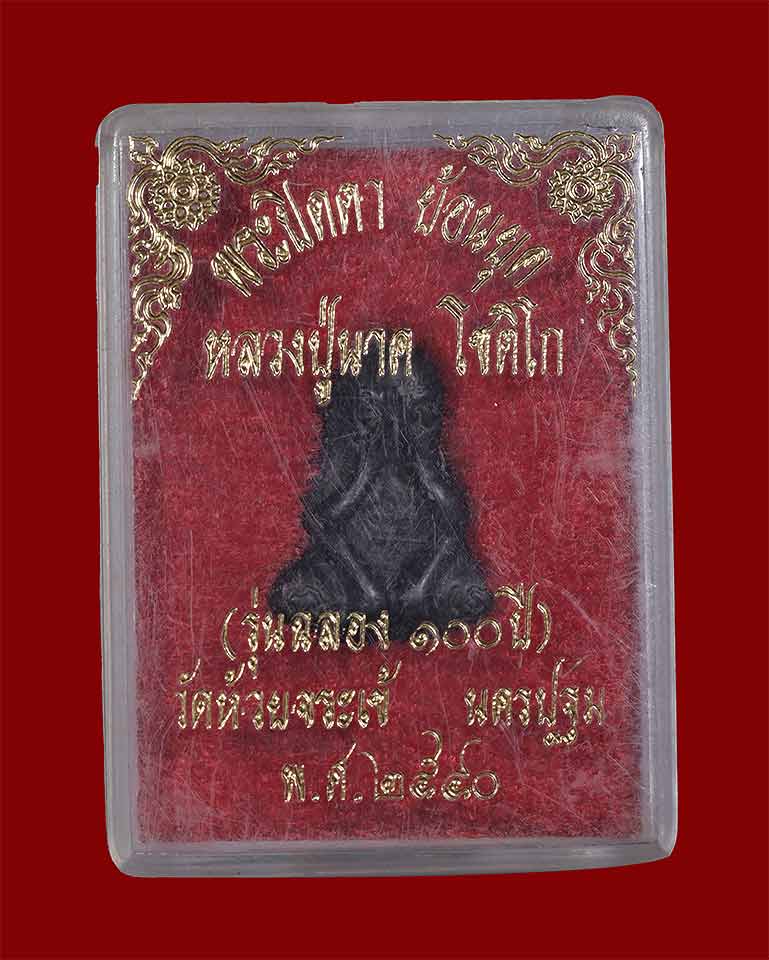 พระปิดตา ย้อนยุค
หลวงปู่นาค โชติโก
(รุ่นฉลอง ๑๐๐ปี)
วัดห้วยจระเข้ นครปฐม
พ.ศ.๒๕๔๐